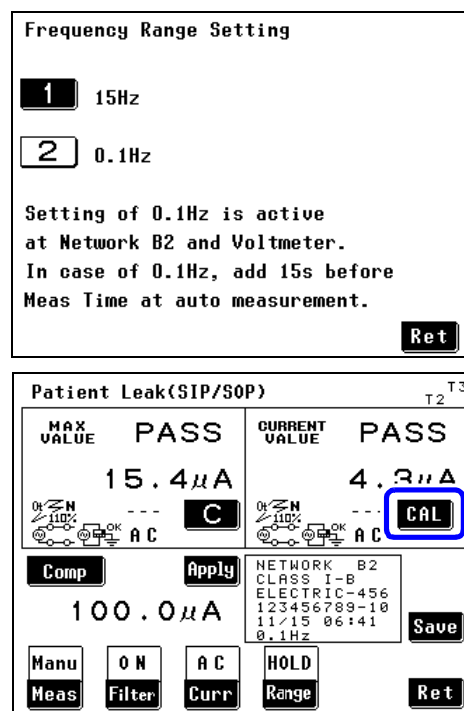 Frequency Range Setting
1 15Hz
2 0.1Hz
Setting of 0.1Hz is active
at Network B2 and Voltmeter.
In case of 0.1Hz, add 15s before
Meas Time at auto measurement.
Ret
Patient Leak(SIP/SOP)
T2 T3
MAX VALUE PASS
15.4μA
110% N
--- C
OK
AC
CURRENT VALUE PASS
4.3μA
110% N
--- CAL
OK
AC
Comp Apply
100.0μA
NETWORK B2
CLASS I-B
ELECTRIC-456
123456789-10
11/15 06:41
0.1Hz
Save
Manu ON AC HOLD
Meas Filter Curr Range Ret